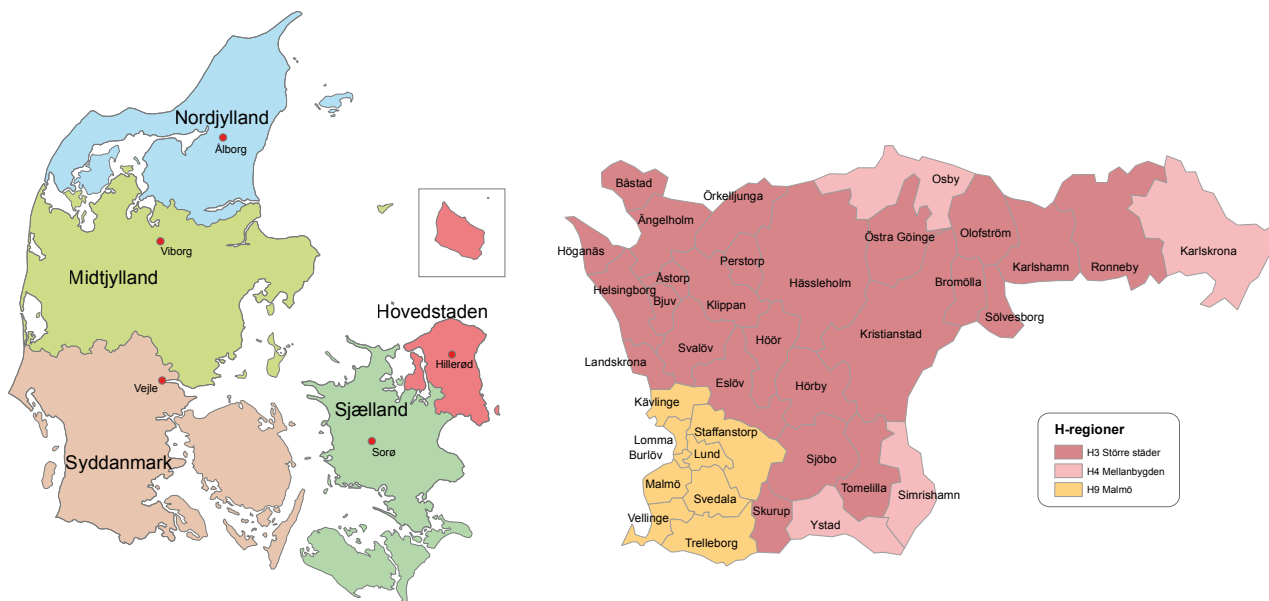 Nordjylland
Ålborg
Viborg
Midtjylland
Hovedstaden
Hillerød
Vejle
Sjælland
Sorø
Syddanmark
Båstad
Örkelljunga
Osby
Ängelholm
Östra Göinge
Olofström
Höganäs
Karlskrona
Perstorp
Karlshamn
Ronneby
Åstorp
Hässleholm
Bromölla
Helsingborg
Bjuv
Klippan
Sölvesborg
Kristianstad
Höör
Svalöv
Landskrona
Eslöv
Hörby
Kävlinge
Staffanstorp
Lomma
Burlöv
Lund
Sjöbo
Malmö
Svedala
Tomelilla
Simrishamn
Vellinge
Skurup
Ystad
Trelleborg
H-regioner
H3 Större städer
H4 Mellanbygden
H9 Malmö